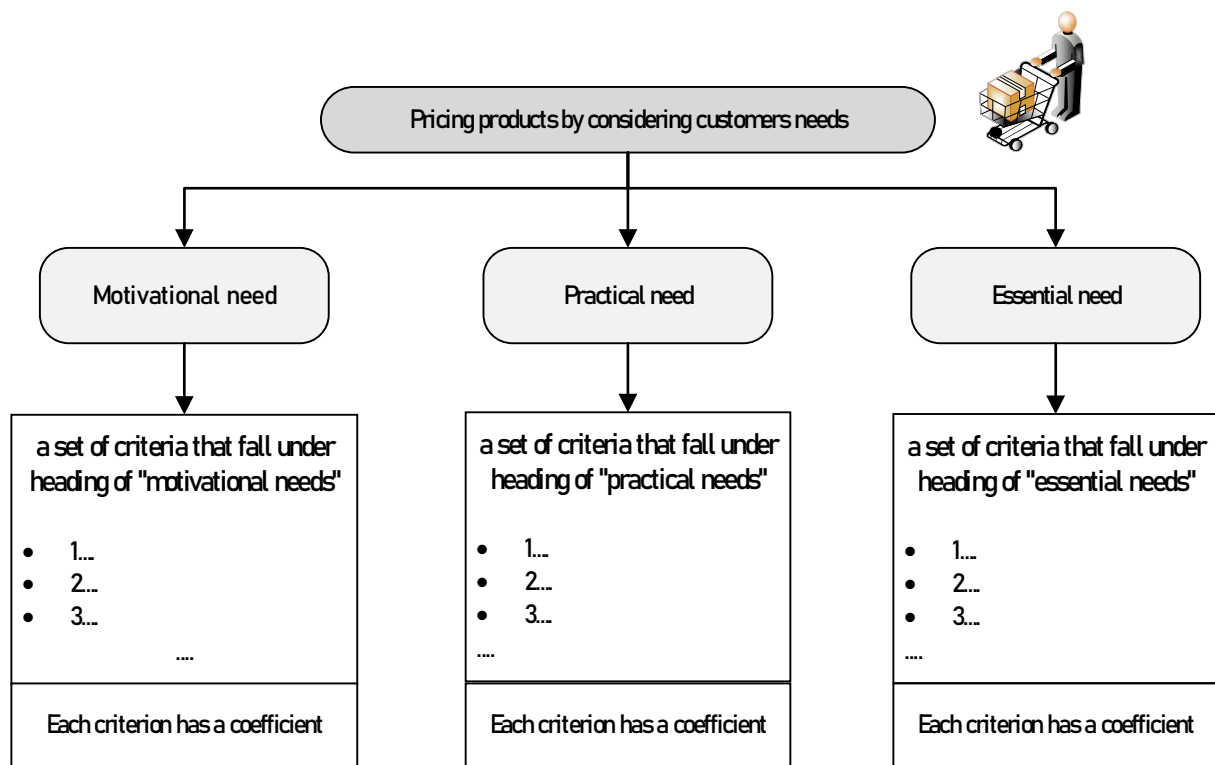 Pricing products by considering customers needs
Motivational need
Practical need
Essential need
a set of criteria that fall under
heading of "motivational needs"
• 1....
• 2....
• 3....
....
Each criterion has a coefficient
a set of criteria that fall under
heading of "practical needs"
• 1....
• 2....
• 3....
....
Each criterion has a coefficient
a set of criteria that fall under
heading of "essential needs"
• 1....
• 2....
• 3....
....
Each criterion has a coefficient